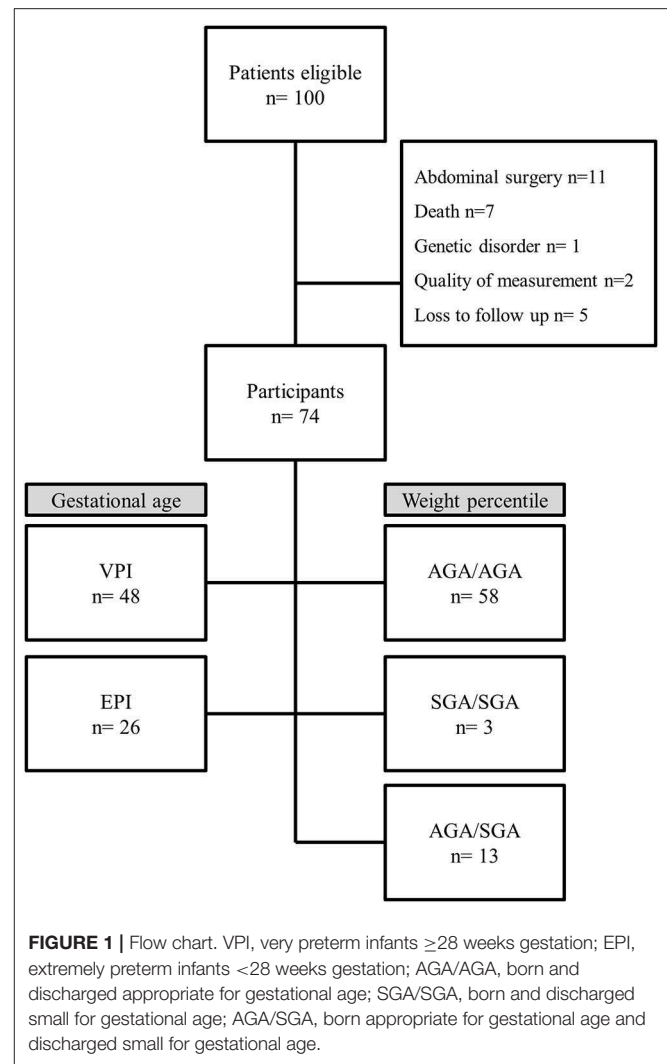 Patients eligible
n= 100
Abdominal surgery n=11
Death n=7
Genetic disorder n= 1
Quality of measurement n=2
Loss to follow up n= 5
Participants
n= 74
Gestational age
Weight percentile
VPI
n= 48
AGA/AGA
n= 58
EPI
n= 26
SGA/SGA
n= 3
AGA/SGA
n= 13
FIGURE 1 | Flow chart. VPI, very preterm infants ≥28 weeks gestation; EPI,
extremely preterm infants <28 weeks gestation; AGA/AGA, born and
discharged appropriate for gestational age; SGA/SGA, born and discharged
small for gestational age; AGA/SGA, born appropriate for gestational age and
discharged small for gestational age.